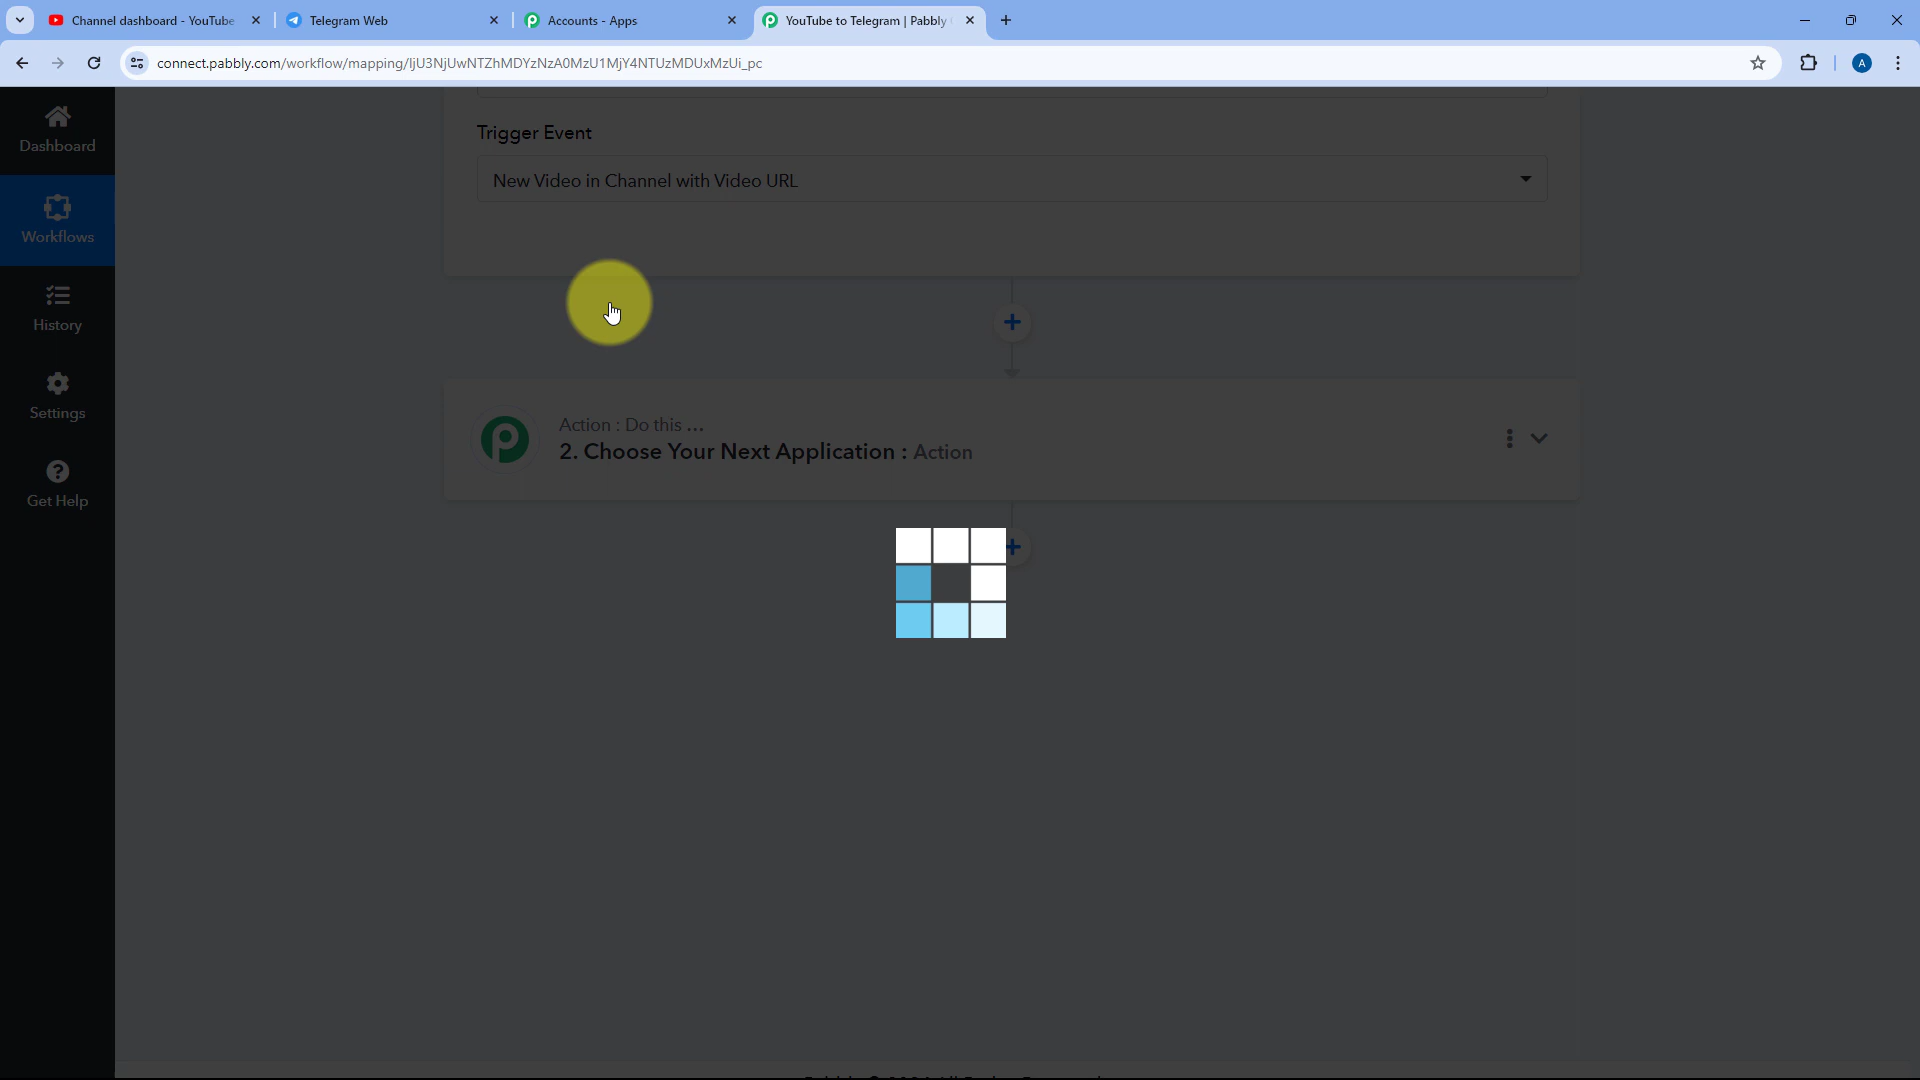 Channel dashboard - YouTube
Telegram Web
Accounts - Apps
YouTube to Telegram | Pabbly
A
connect.pabbly.com/workflow/mapping/IjU3NjUwNTZhMDYzNzA0MzU1MjY4NTUzMDUxMzUi_pc
Dashboard
Workflows
History
Settings
Get Help
Trigger Event
New Video in Channel with Video URL
Action : Do this ...
2. Choose Your Next Application : Action